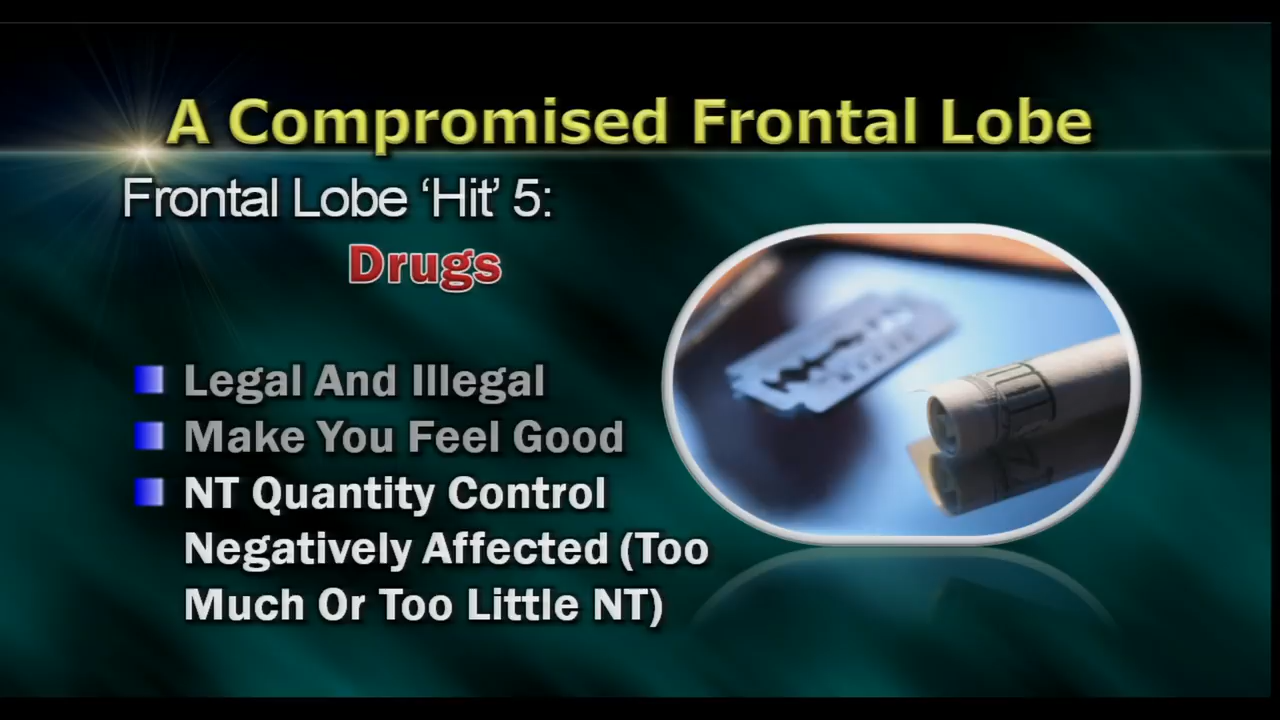 A Compromised Frontal Lobe
Frontal Lobe ‘Hit’ 5:
Drugs
Legal And Illegal
Make You Feel Good
NT Quantity Control
Negatively Affected (Too
Much Or Too Little NT)